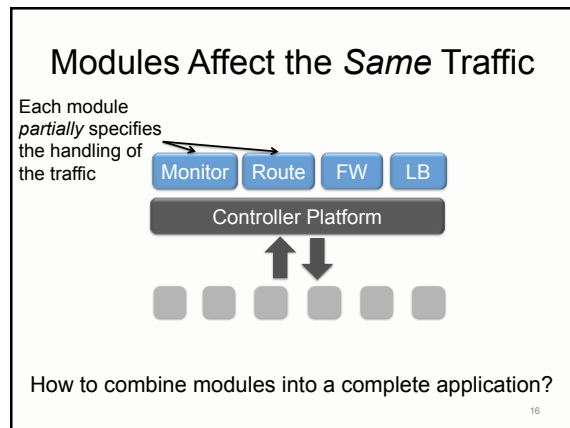 Modules Affect the Same Traffic
Each module
partially specifies
the handling of
the traffic
Monitor
Route
FW
LB
Controller Platform
How to combine modules into a complete application?
16